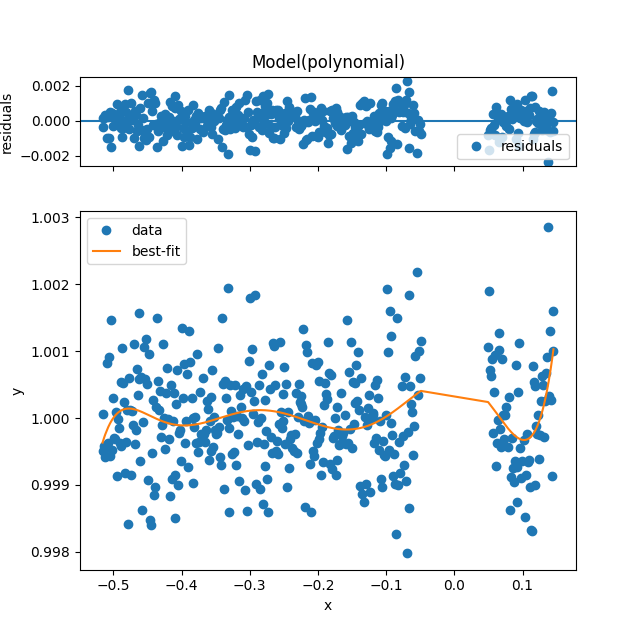 Model(polynomial)
residuals
0.002
0.000
−0.002
residuals
y
1.003
1.002
1.001
1.000
0.999
0.998
data
best-fit
−0.5
−0.4
−0.3
−0.2
−0.1
0.0
0.1
x